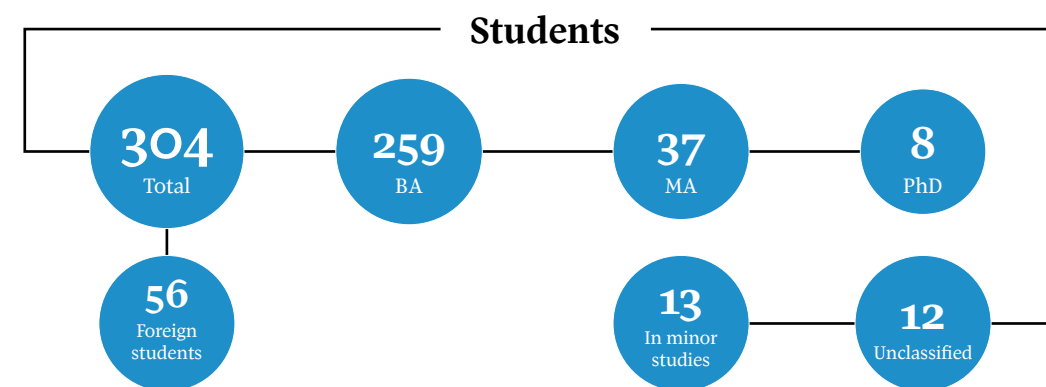 Students
304
Total
259
BA
37
MA
8
PhD
56
Foreign
students
13
In minor
studies
12
Unclassified